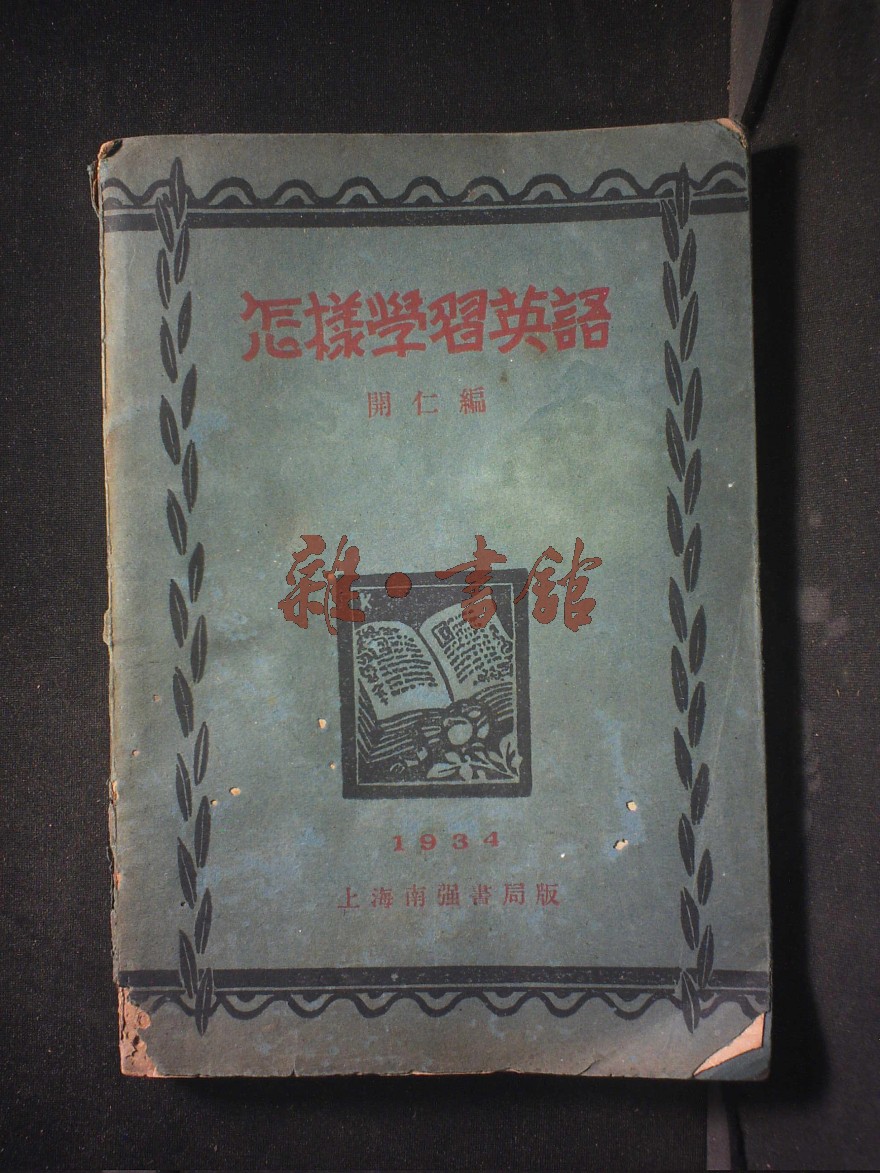 怎樣學習英語
開仁編
雜·書館
1934
上海南强書局版